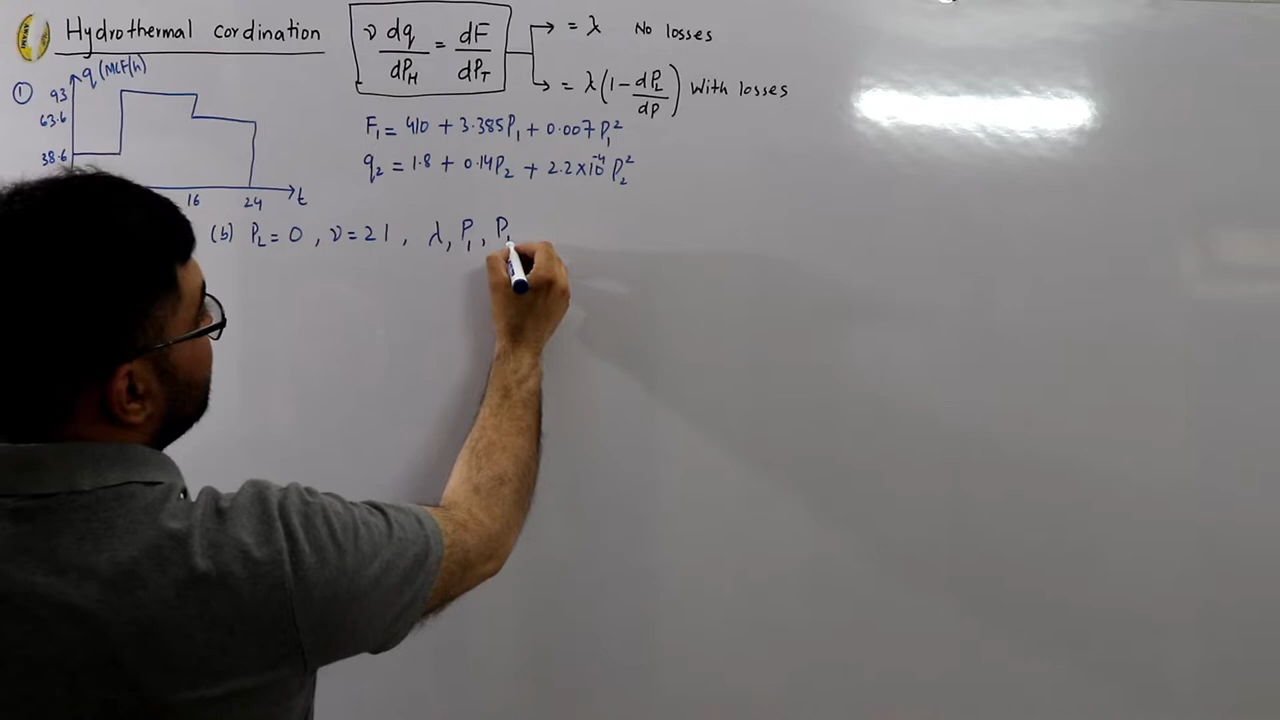 Hydrothermal cordination
ν dq/dP_H = dF/dP_T
= λ No losses
= λ(1 - dP_L/dP) With losses
① q (MCF/h)
93
63.6
38.6
16 24 t
F₁ = 410 + 3.385P₁ + 0.007P₁²
q₂ = 1.8 + 0.14P₂ + 2.2×10⁻⁴ P₂²
(b) P_L = 0 , ν = 21 , λ, P₁, P